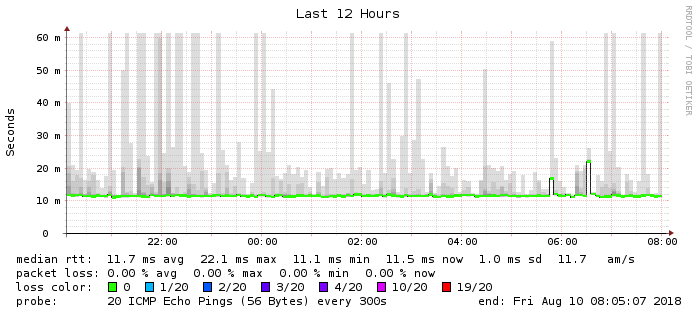 Last 12 Hours
RRDTOOL / TOBI OETIKER
Seconds
60 m
50 m
40 m
30 m
20 m
10 m
0
22:00 00:00 02:00 04:00 06:00 08:00
median rtt: 11.7 ms avg 22.1 ms max 11.1 ms min 11.5 ms now 1.0 ms sd 11.7 am/s
packet loss: 0.00 % avg 0.00 % max 0.00 % min 0.00 % now
loss color: 0 1/20 2/20 3/20 4/20 10/20 19/20
probe: 20 ICMP Echo Pings (56 Bytes) every 300s end: Fri Aug 10 08:05:07 2018